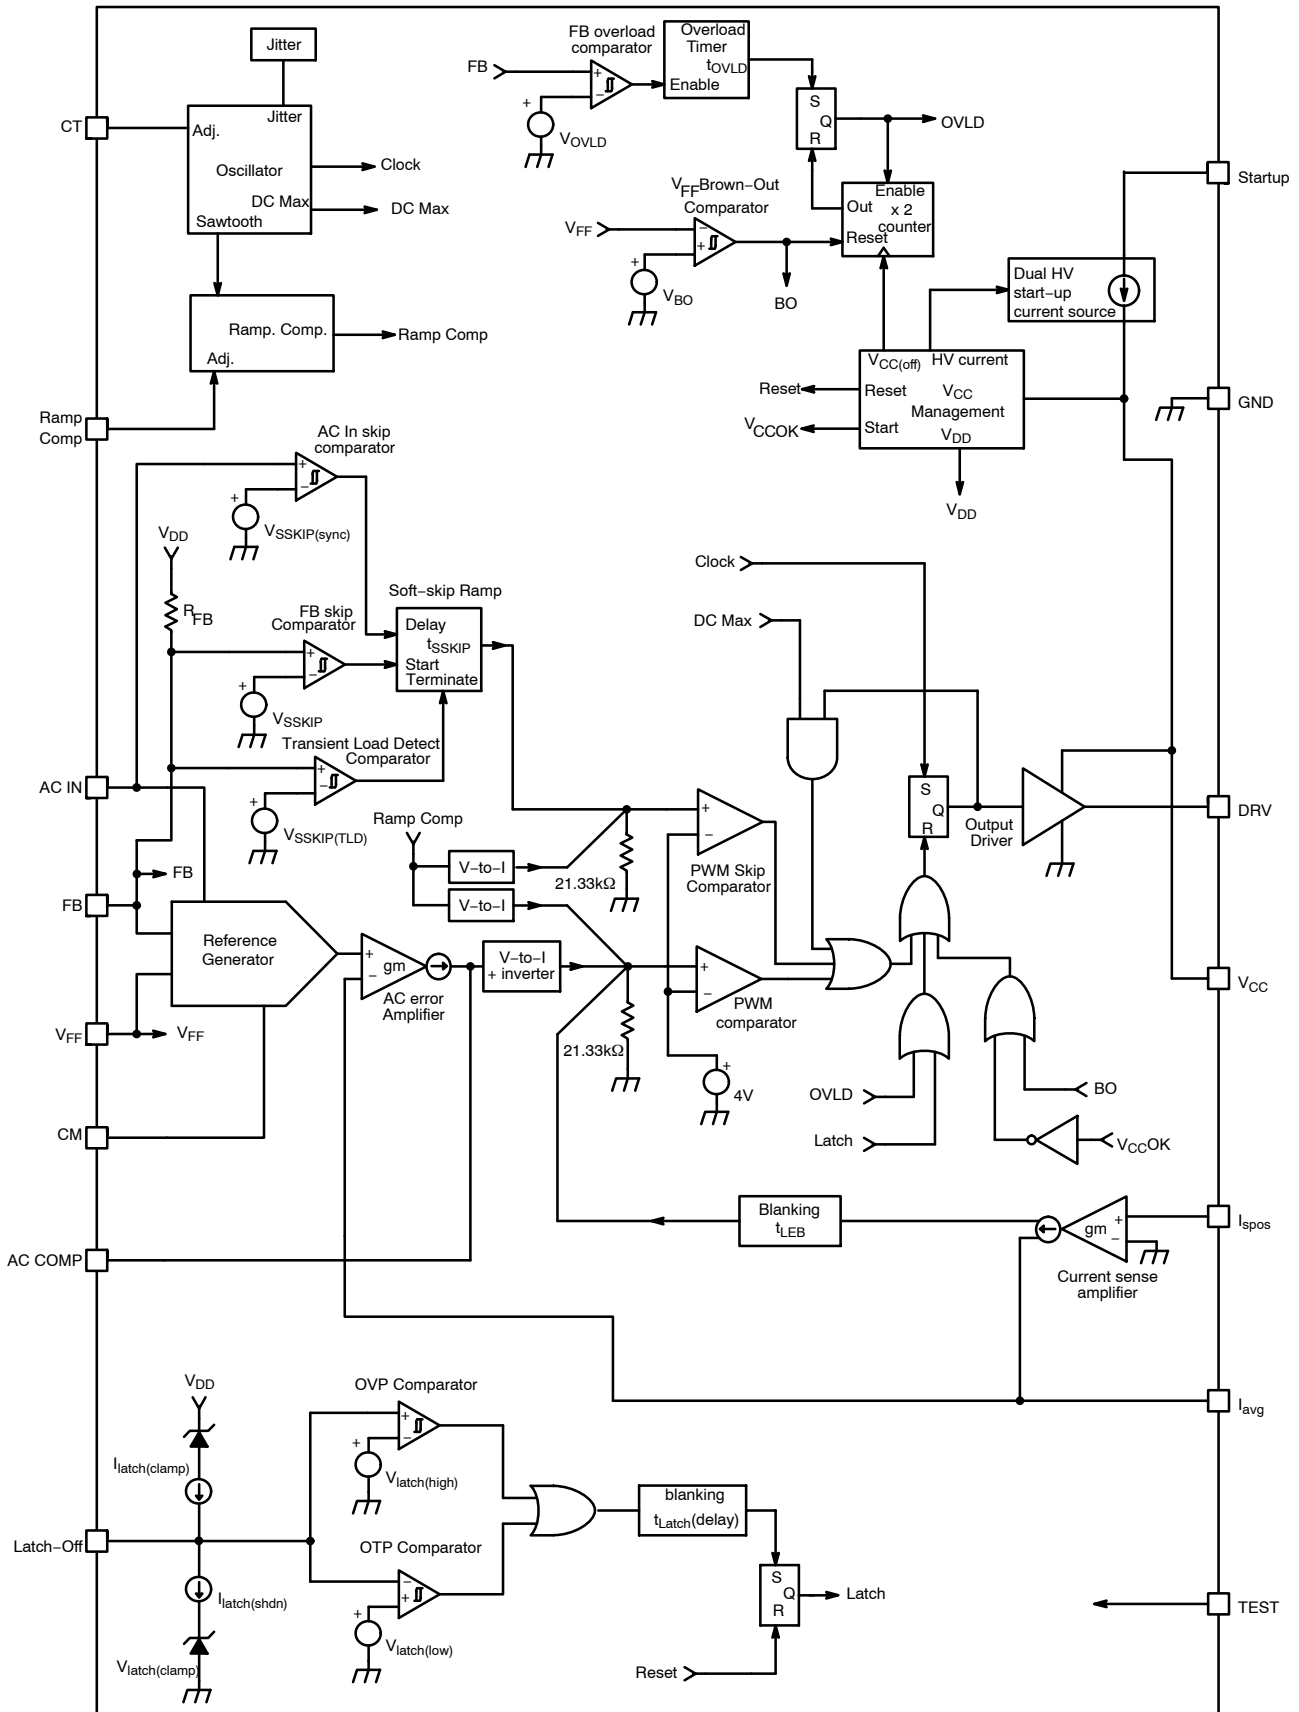 Jitter
CT
Adj.
Jitter
Oscillator
DC Max
Sawtooth
Clock
DC Max
Ramp. Comp.
Adj.
Ramp Comp
Ramp
Comp
FB overload
comparator
FB
+
−
+
VOVLD
Overload
Timer
tOVLD
Enable
S
Q
R
OVLD
VFF Brown−Out
Comparator
VFF
−
+
+
VBO
BO
Enable
x 2
counter
Out
Reset
Startup
Dual HV
start−up
current source
VCC(off)
HV current
Reset
VCC
Management
Start
VDD
Reset
VCCOK
VDD
GND
AC In skip
comparator
+
−
+
VSSKIP(sync)
VDD
RFB
FB skip
Comparator
+
−
+
VSSKIP
Soft−skip Ramp
Delay
tSSKIP
Start
Terminate
Transient Load Detect
Comparator
+
−
+
VSSKIP(TLD)
Clock
DC Max
AC IN
FB
FB
VFF
VFF
CM
Reference
Generator
+
−
gm
AC error
Amplifier
V−to−I
+ inverter
Ramp Comp
V−to−I
V−to−I
21.33kΩ
21.33kΩ
+
−
PWM Skip
Comparator
+
−
PWM
comparator
+
4V
S
Q
R
Output
Driver
DRV
VCC
OVLD
Latch
BO
VCCOK
Blanking
tLEB
gm
+
−
Current sense
amplifier
Ispos
AC COMP
Iavg
VDD
Ilatch(clamp)
Latch−Off
Ilatch(shdn)
Vlatch(clamp)
OVP Comparator
+
−
+
Vlatch(high)
OTP Comparator
−
+
+
Vlatch(low)
blanking
tLatch(delay)
S
Q
R
Latch
Reset
TEST